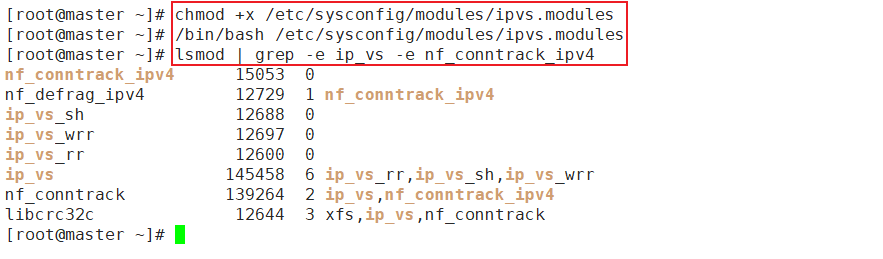 [root@master ~]# chmod +x /etc/sysconfig/modules/ipvs.modules
[root@master ~]# /bin/bash /etc/sysconfig/modules/ipvs.modules
[root@master ~]# lsmod | grep -e ip_vs -e nf_conntrack_ipv4
nf_conntrack_ipv4      15053  0
nf_defrag_ipv4         12729  1 nf_conntrack_ipv4
ip_vs_sh               12688  0
ip_vs_wrr              12697  0
ip_vs_rr               12600  0
ip_vs                 145458  6 ip_vs_rr,ip_vs_sh,ip_vs_wrr
nf_conntrack          139264  2 ip_vs,nf_conntrack_ipv4
libcrc32c              12644  3 xfs,ip_vs,nf_conntrack
[root@master ~]#